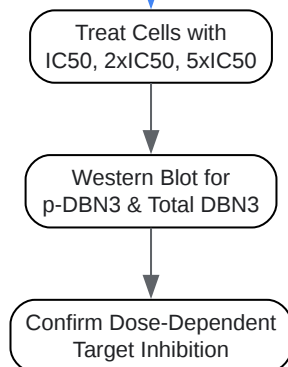 Treat Cells with
IC50, 2xIC50, 5xIC50
Western Blot for
p-DBN3 & Total DBN3
Confirm Dose-Dependent
Target Inhibition